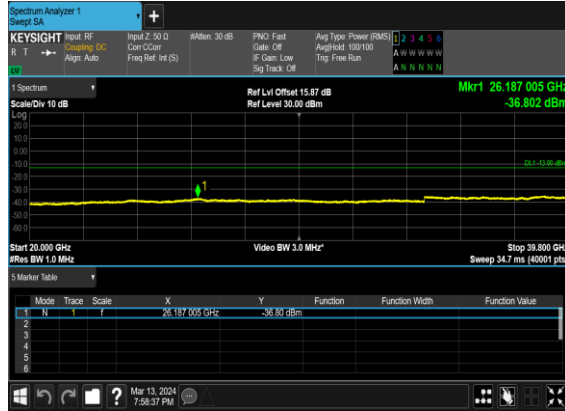 Spectrum Analyzer 1
Swept SA
KEYSIGHT Input: RF Input Z: 50 Ω #Atten: 30 dB PNO: Fast Avg Type: Power (RMS) 1 2 3 4 5 6
R T Coupling: DC Corr CCorr Gate: Off Avg|Hold: 100/100 A W W W W W
Align: Auto Freq Ref: Int (S) IF Gain: Low Trig: Free Run
LV Sig Track: Off A N N N N N
1 Spectrum Ref Lvl Offset 15.87 dB Mkr1 26.187 005 GHz
Scale/Div 10 dB Ref Level 30.00 dBm -36.802 dBm
Log
20.0
10.0
0.00
-10.0
DL1 -13.00 dBm
-20.0
1
-30.0
-40.0
-50.0
-60.0
Start 20.000 GHz Video BW 3.0 MHz* Stop 39.800 GHz
#Res BW 1.0 MHz Sweep 34.7 ms (40001 pts)
5 Marker Table
Mode Trace Scale X Y Function Function Width Function Value
1 N 1 f 26.187 005 GHz -36.80 dBm
2
3
4
5
6
? Mar 13, 2024
7:58:37 PM